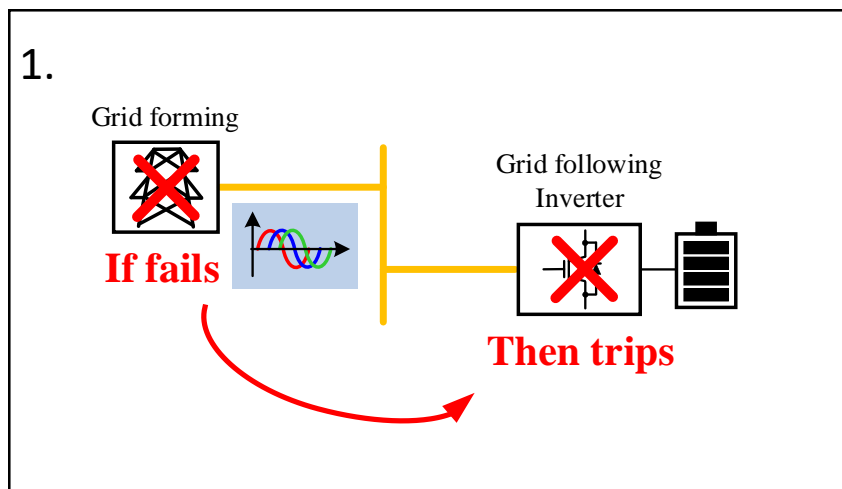 1.
Grid forming
Grid following
Inverter
If fails
Then trips